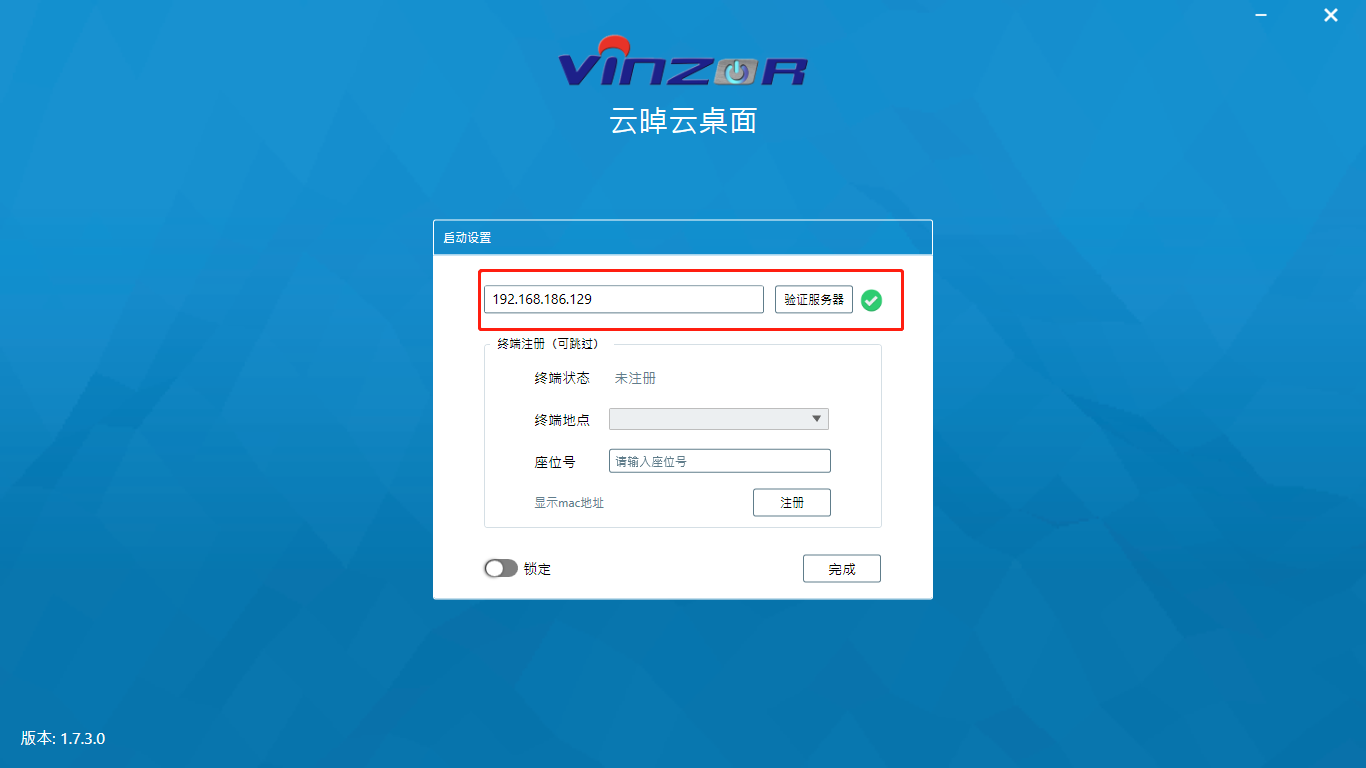 VINZOR
云晫云桌面
启动设置
192.168.186.129 验证服务器
终端注册（可跳过）
终端状态 未注册
终端地点
座位号 请输入座位号
显示mac地址 注册
锁定 完成
版本: 1.7.3.0